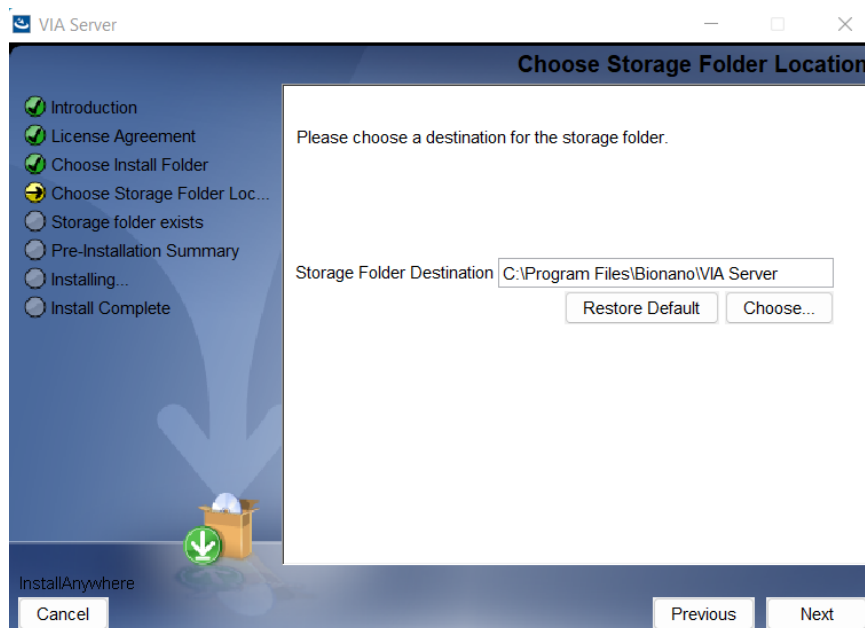 VIA Server
Choose Storage Folder Location
Introduction
License Agreement
Choose Install Folder
Choose Storage Folder Loc...
Storage folder exists
Pre-Installation Summary
Installing...
Install Complete
Please choose a destination for the storage folder.
Storage Folder Destination C:\Program Files\Bionano\VIA Server
Restore Default Choose...
InstallAnywhere
Cancel Previous Next